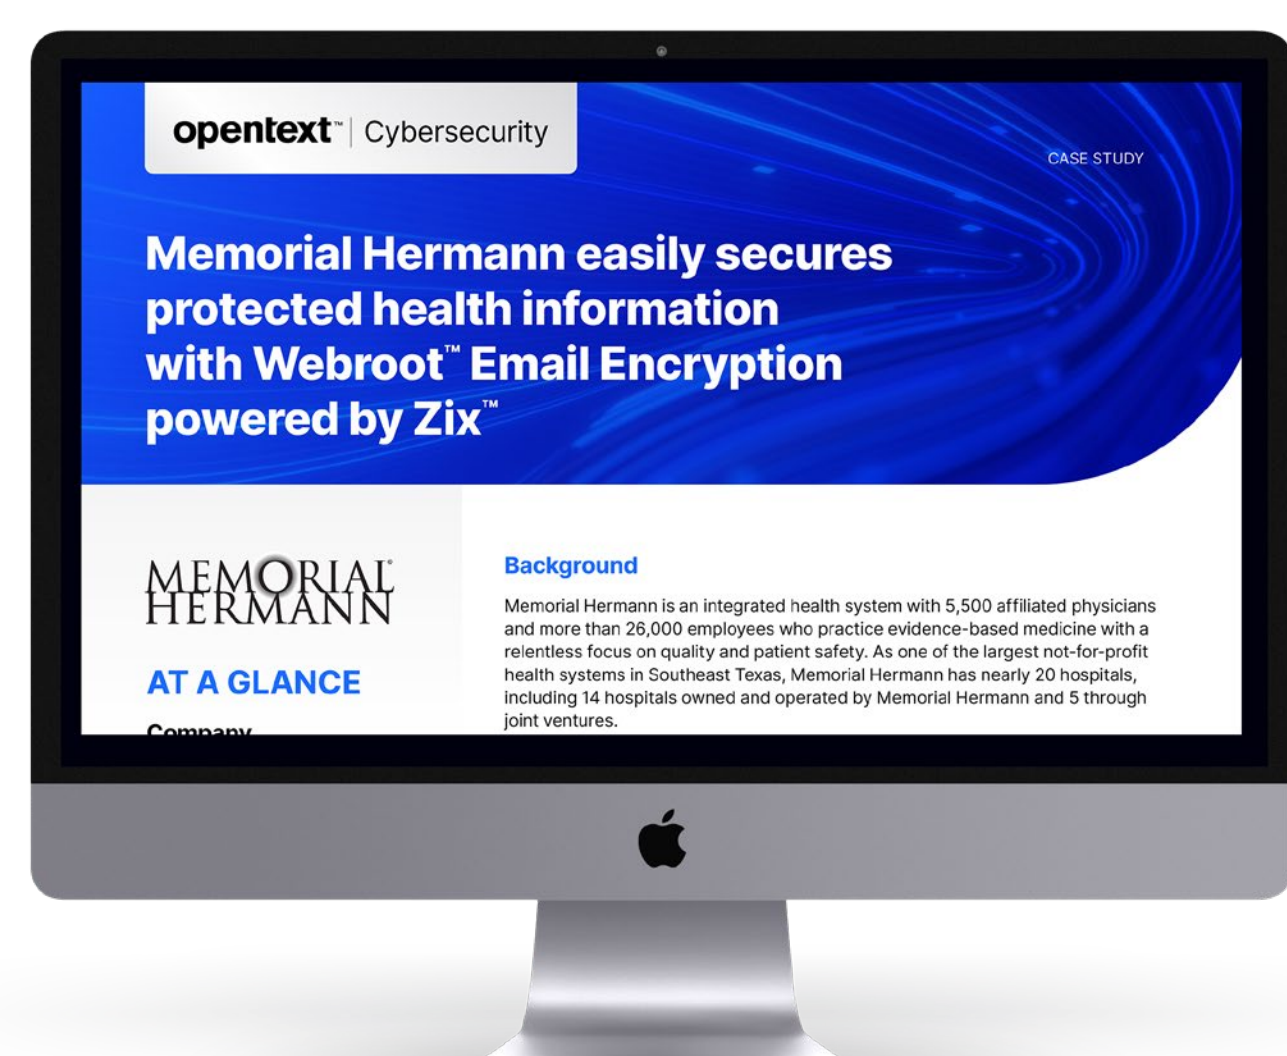 opentext™ | Cybersecurity
CASE STUDY
Memorial Hermann easily secures
protected health information
with Webroot™ Email Encryption
powered by Zix™
MEMORIAL®
HERMANN
AT A GLANCE
Company
Background
Memorial Hermann is an integrated health system with 5,500 affiliated physicians
and more than 26,000 employees who practice evidence-based medicine with a
relentless focus on quality and patient safety. As one of the largest not-for-profit
health systems in Southeast Texas, Memorial Hermann has nearly 20 hospitals,
including 14 hospitals owned and operated by Memorial Hermann and 5 through
joint ventures.